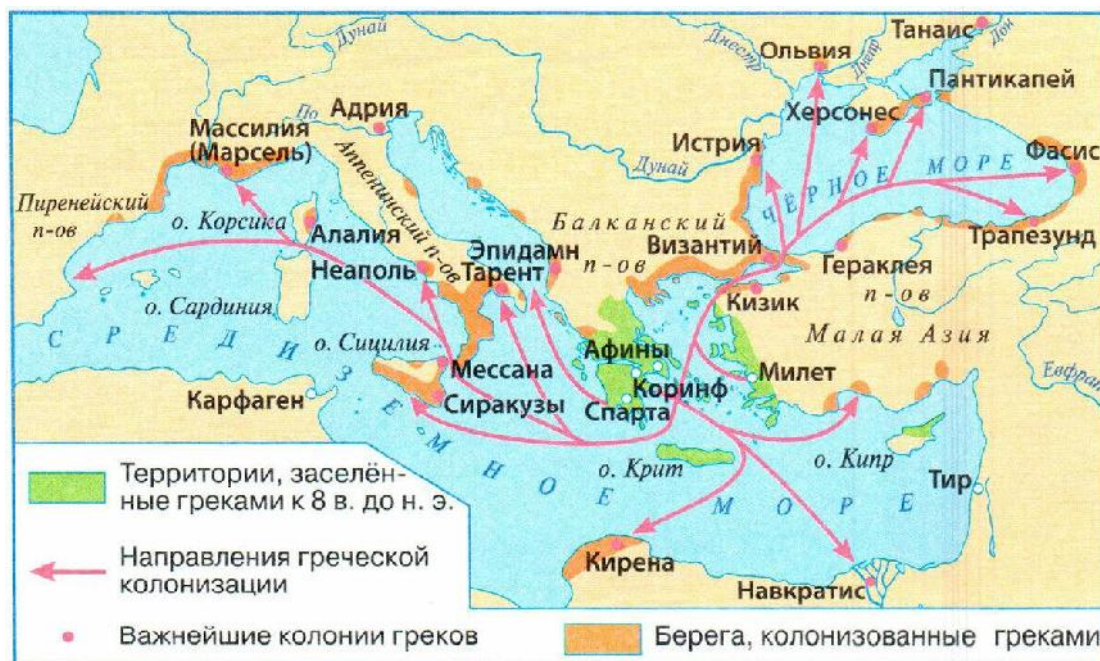 Дунай
Днестр
Днепр
Ольвия
Танаис
Дон
Пантикапей
Херсонес
По
Адрия
Массилия
(Марсель)
Истрия
Дунай
Фасис
ЧЁРНОЕ МОРЕ
Аппенинский п-ов
Пиренейский
п-ов
о. Корсика
Алалия
Балканский
п-ов
Византий
Трапезунд
Эпидамн
Тарент
Неаполь
Гераклея
п-ов
Кизик
о. Сардиния
Малая Азия
СРЕДИЗЕМНОЕ МОРЕ
о. Сицилия
Афины
Мессана
Коринф
Милет
Карфаген
Сиракузы
Спарта
Евфрат
о. Крит
о. Кипр
Тир
Кирена
Навкратис
Территории, заселён-
ные греками к 8 в. до н. э.
Направления греческой
колонизации
Важнейшие колонии греков
Берега, колонизованные греками